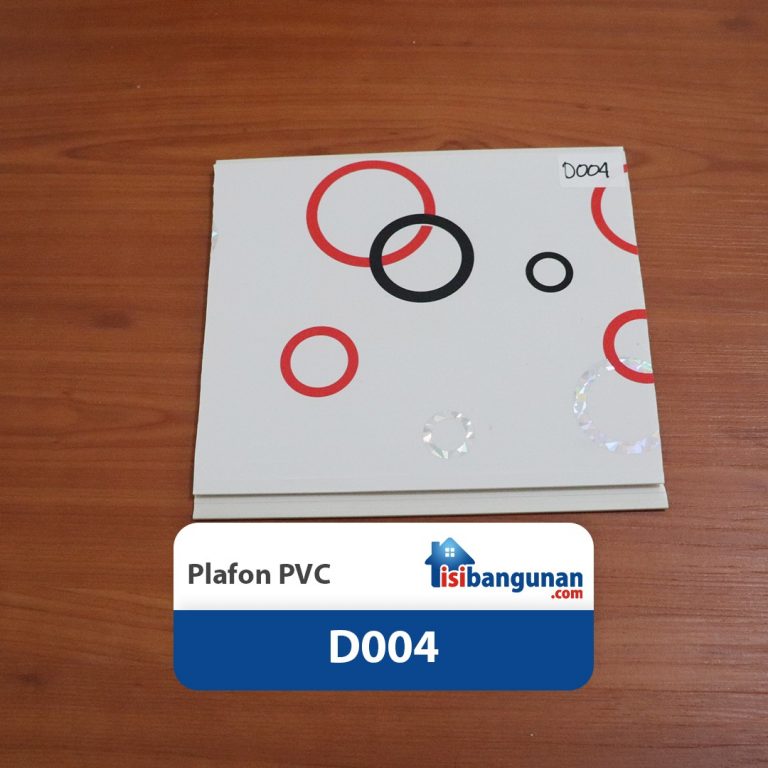 D004
Plafon PVC
isibangunan
.com
D004